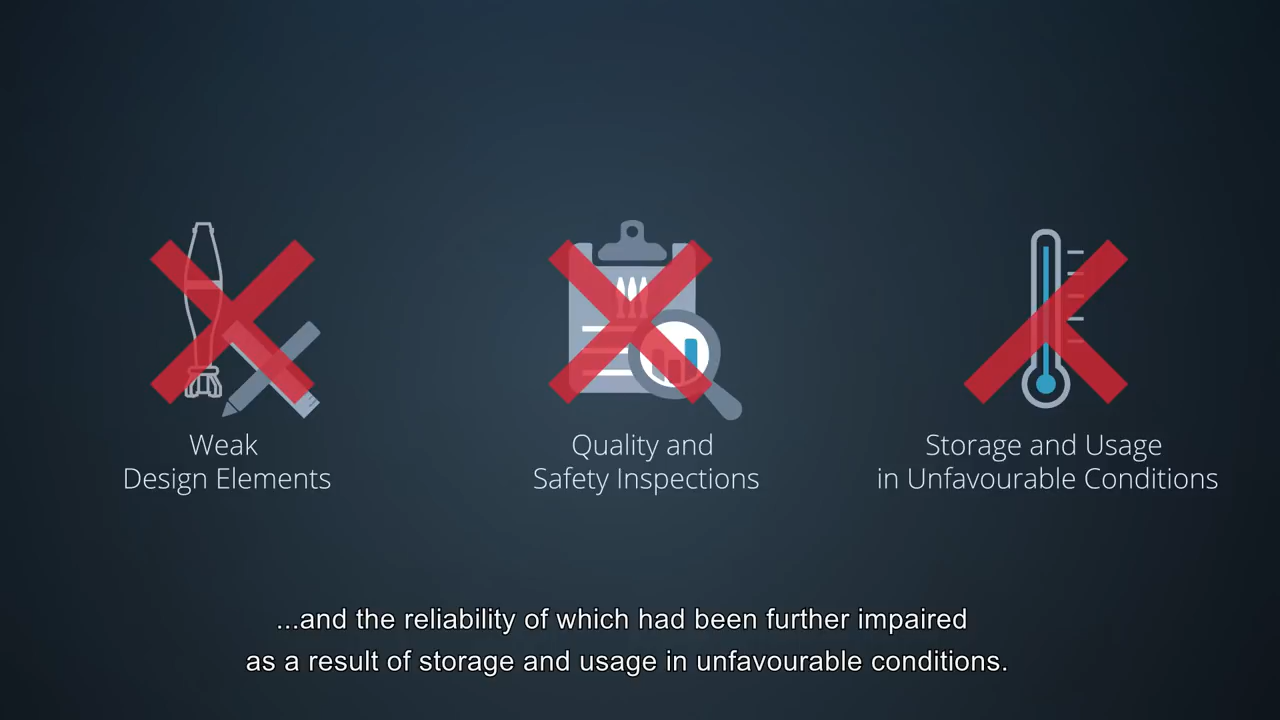 Weak
Design Elements
Quality and
Safety Inspections
Storage and Usage
in Unfavourable Conditions
...and the reliability of which had been further impaired
as a result of storage and usage in unfavourable conditions.